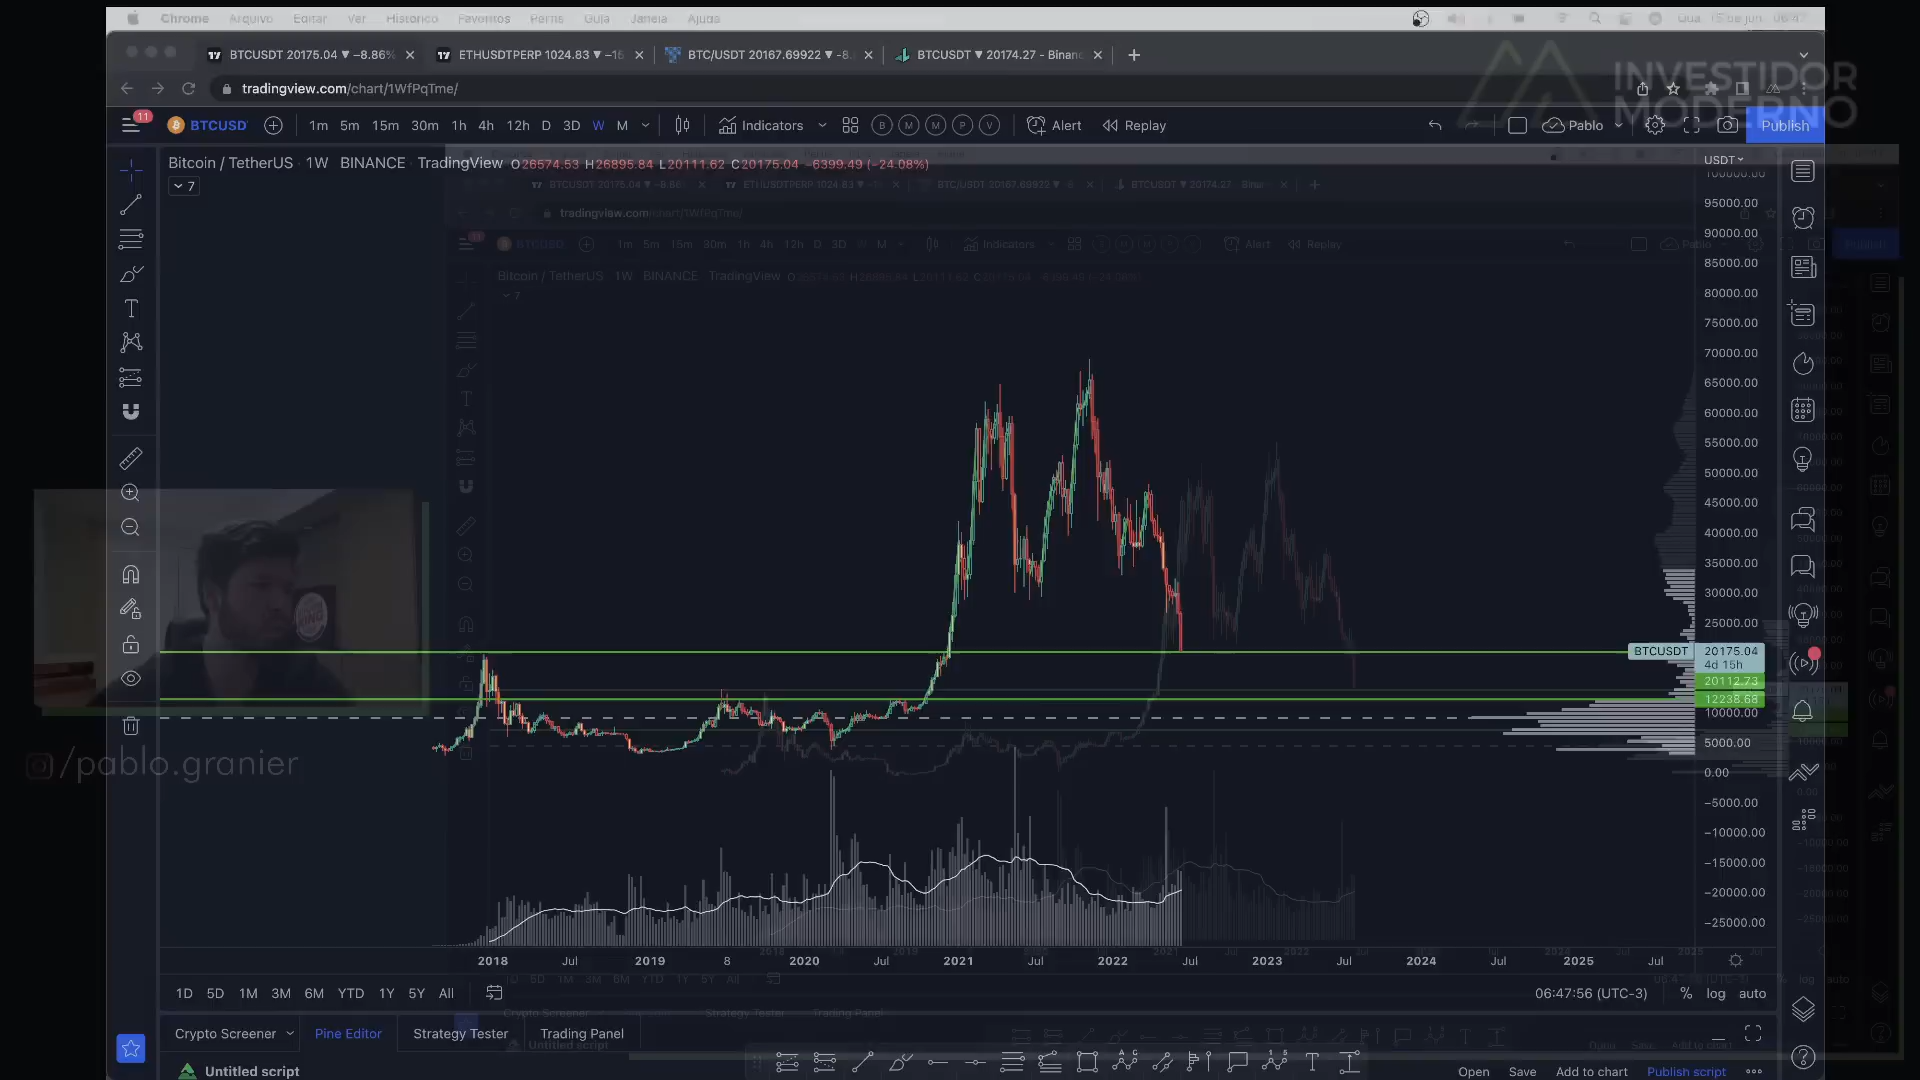 Chrome Arquivo Editar Ver Histórico Favoritos Perfis Guia Janela Ajuda
BTCUSDT 20175.04 ▼ −8.86%
ETHUSDTPERP 1024.83 ▼ −15
BTC/USDT 20167.69922 ▼ -8.
BTCUSDT ▼ 20174.27 - Binanc
tradingview.com/chart/1WfPqTme/
INVESTIDOR
MODERNO
11
BTCUSD
1m 5m 15m 30m 1h 4h 12h D 3D W M
Indicators
B M M P V
Alert
Replay
Pablo
Publish
Bitcoin / TetherUS 1W BINANCE TradingView O26574.53 H26895.84 L20111.62 C20175.04 −6399.49 (−24.08%)
7
USDT
100000.00
95000.00
90000.00
85000.00
80000.00
75000.00
70000.00
65000.00
60000.00
55000.00
50000.00
45000.00
40000.00
35000.00
30000.00
25000.00
BTCUSDT
20175.04
4d 15h
20112.73
12238.68
10000.00
5000.00
0.00
−5000.00
−10000.00
−15000.00
−20000.00
−25000.00
/pablo.granier
2018 Jul 2019 8 2020 Jul 2021 Jul 2022 Jul 2023 Jul 2024 Jul 2025 Jul
1D 5D 1M 3M 6M YTD 1Y 5Y All
06:47:56 (UTC-3)
% log auto
Crypto Screener
Pine Editor
Strategy Tester
Trading Panel
Untitled script
Open Save Add to chart Publish script